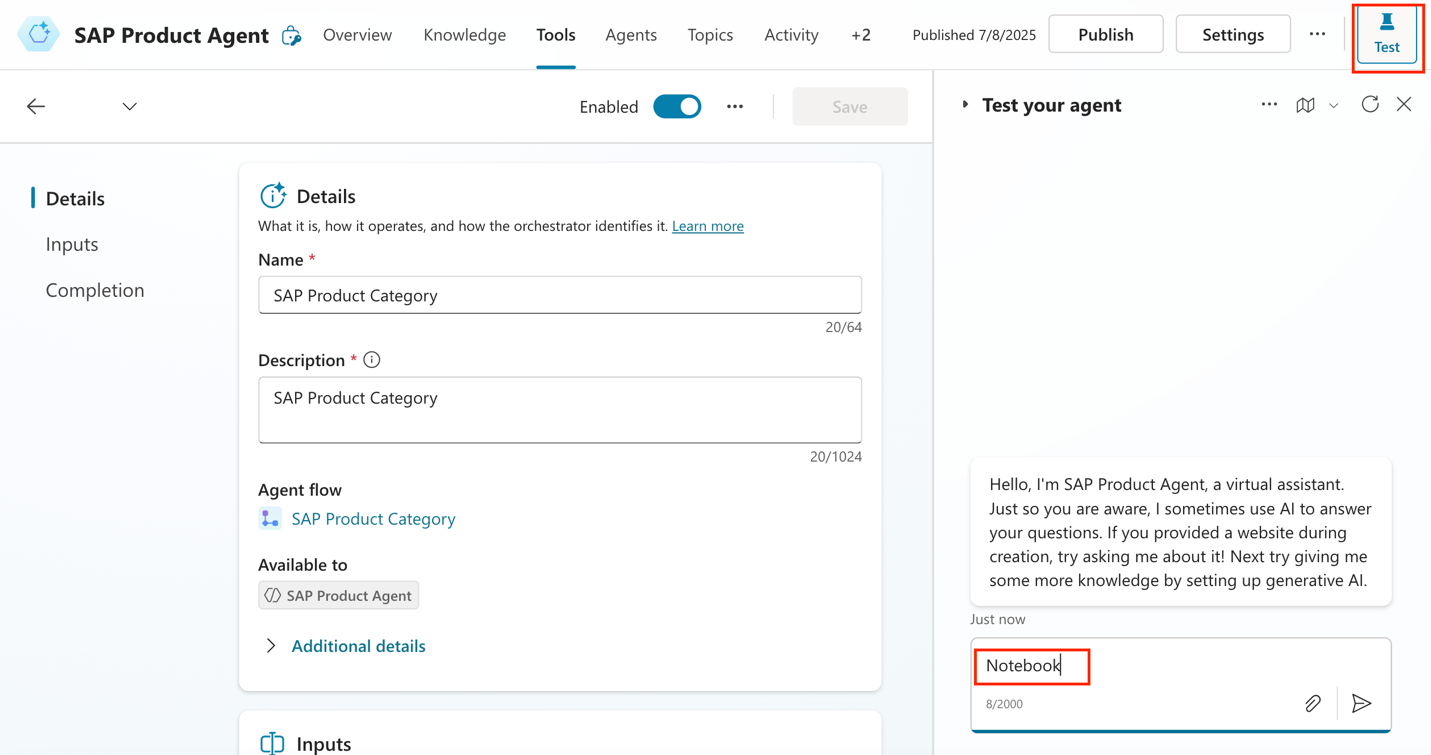 SAP Product Agent
Overview
Knowledge
Tools
Agents
Topics
Activity
+2
Published 7/8/2025
Publish
Settings
Test
Enabled
Save
Test your agent
Details
Inputs
Completion
Details
What it is, how it operates, and how the orchestrator identifies it. Learn more
Name *
SAP Product Category
20/64
Description *
SAP Product Category
20/1024
Agent flow
SAP Product Category
Available to
SAP Product Agent
Additional details
Inputs
Hello, I'm SAP Product Agent, a virtual assistant.
Just so you are aware, I sometimes use AI to answer
your questions. If you provided a website during
creation, try asking me about it! Next try giving me
some more knowledge by setting up generative AI.
Just now
Notebook
8/2000